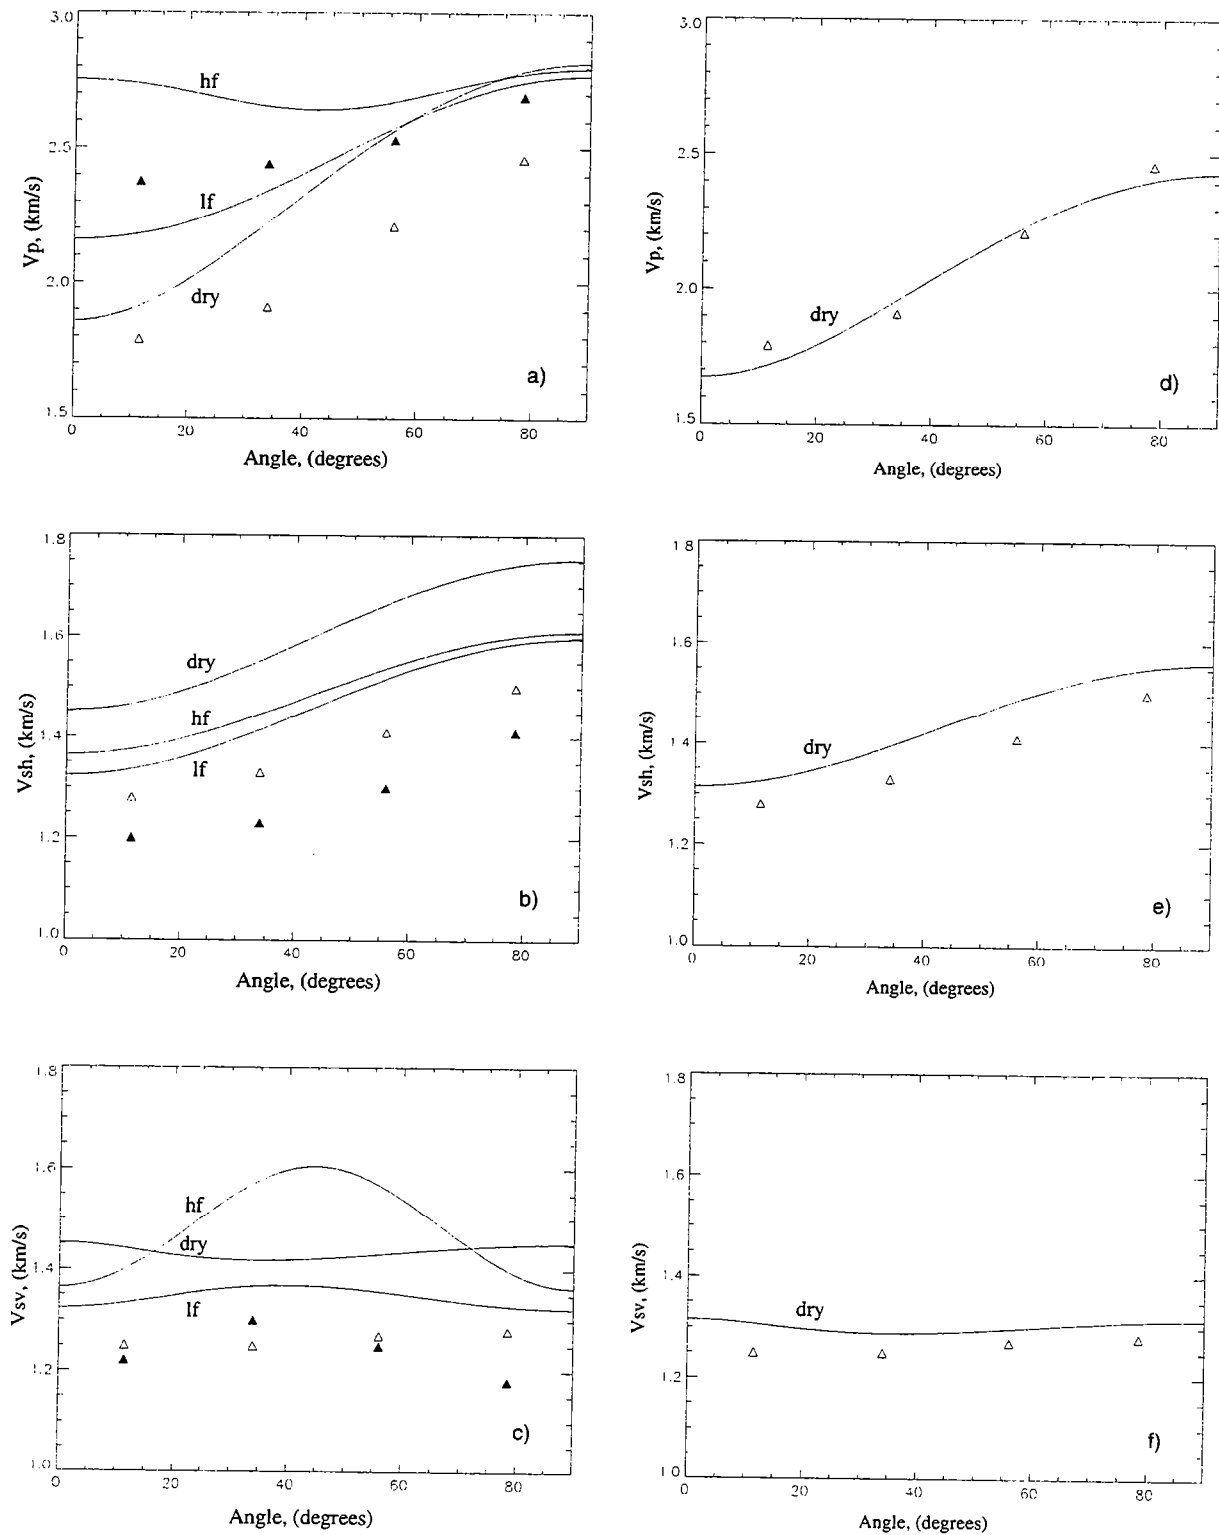 3.0
hf
2.5
lf
Vp, (km/s)
2.0
dry
a)
1.5
0 20 40 60 80
Angle, (degrees)
3.0
2.5
Vp, (km/s)
2.0
dry
d)
1.5
0 20 40 60 80
Angle, (degrees)
1.8
1.6
dry
hf
Vsh, (km/s)
1.4
lf
1.2
b)
1.0
0 20 40 60 80
Angle, (degrees)
1.8
1.6
dry
Vsh, (km/s)
1.4
1.2
e)
1.0
0 20 40 60 80
Angle, (degrees)
1.8
1.6
hf
dry
Vsv, (km/s)
1.4
lf
1.2
c)
1.0
0 20 40 60 80
Angle, (degrees)
1.8
1.6
1.4
Vsv, (km/s)
dry
1.2
f)
1.0
0 20 40 60 80
Angle, (degrees)